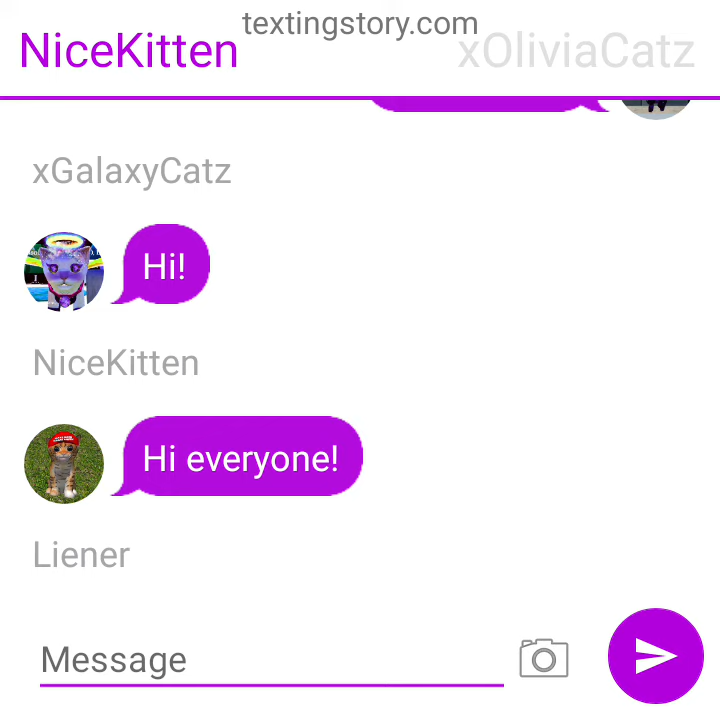 textingstory.com
NiceKitten
xOliviaCatz
xGalaxyCatz
Hi!
NiceKitten
Hi everyone!
Liener
Message